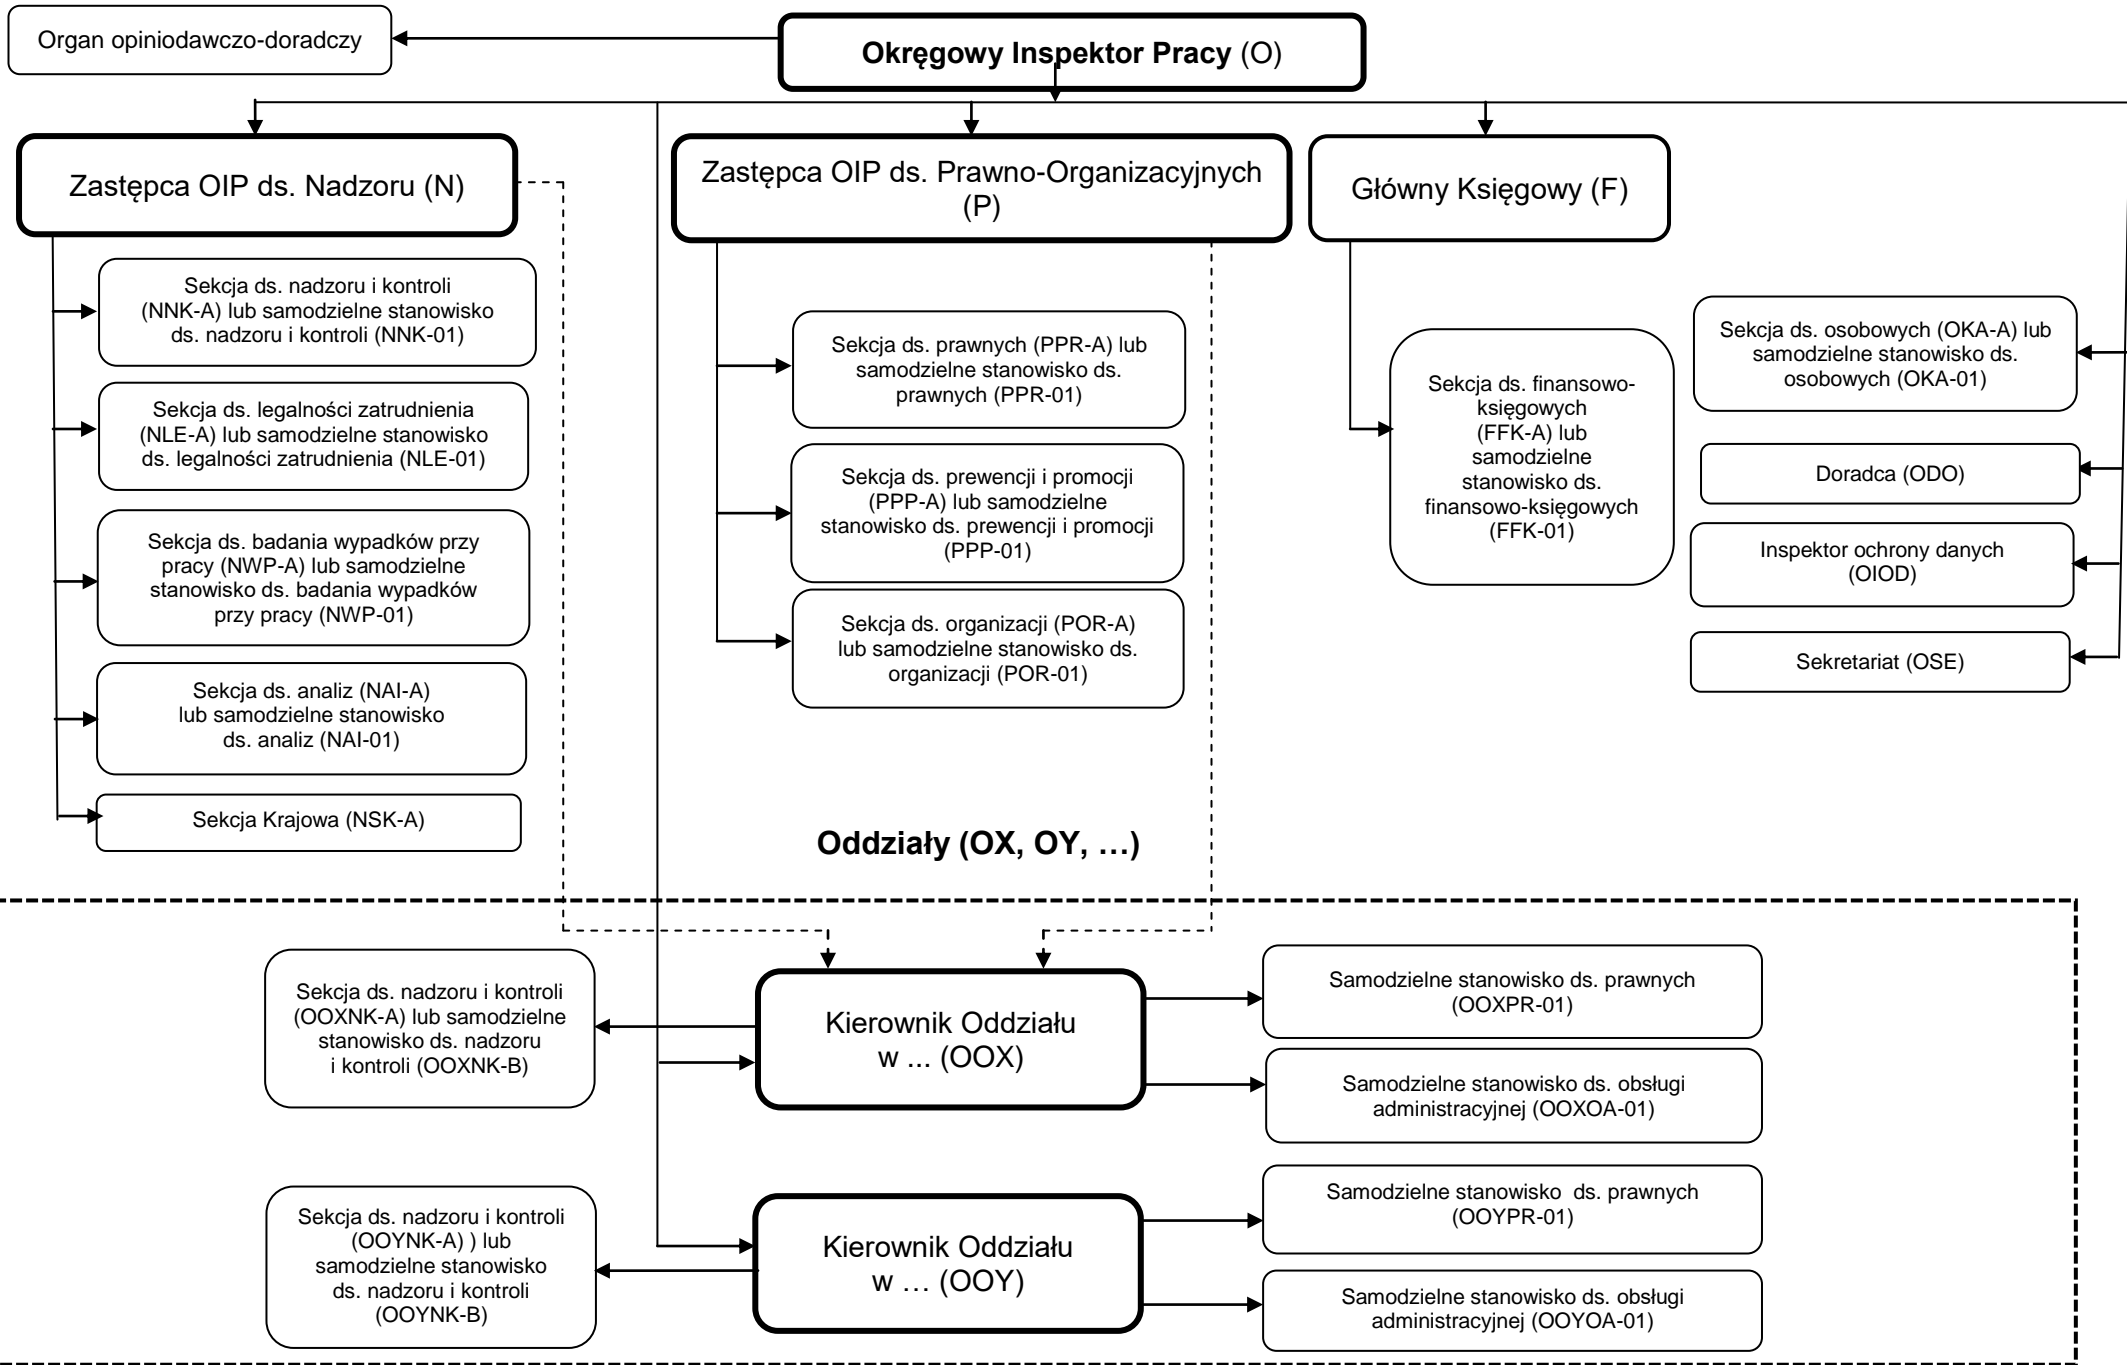 Organ opiniodawczo-doradczy
Okręgowy Inspektor Pracy (O)
Zastępca OIP ds. Nadzoru (N)
Zastępca OIP ds. Prawno-Organizacyjnych
(P)
Główny Księgowy (F)
Sekcja ds. nadzoru i kontroli
(NNK-A) lub samodzielne stanowisko
ds. nadzoru i kontroli (NNK-01)
Sekcja ds. legalności zatrudnienia
(NLE-A) lub samodzielne stanowisko
ds. legalności zatrudnienia (NLE-01)
Sekcja ds. badania wypadków przy
pracy (NWP-A) lub samodzielne
stanowisko ds. badania wypadków
przy pracy (NWP-01)
Sekcja ds. analiz (NAI-A)
lub samodzielne stanowisko
ds. analiz (NAI-01)
Sekcja Krajowa (NSK-A)
Sekcja ds. prawnych (PPR-A) lub
samodzielne stanowisko ds.
prawnych (PPR-01)
Sekcja ds. prewencji i promocji
(PPP-A) lub samodzielne
stanowisko ds. prewencji i promocji
(PPP-01)
Sekcja ds. organizacji (POR-A)
lub samodzielne stanowisko ds.
organizacji (POR-01)
Sekcja ds. finansowo-
księgowych
(FFK-A) lub
samodzielne
stanowisko ds.
finansowo-księgowych
(FFK-01)
Sekcja ds. osobowych (OKA-A) lub
samodzielne stanowisko ds.
osobowych (OKA-01)
Doradca (ODO)
Inspektor ochrony danych
(OIOD)
Sekretariat (OSE)
Oddziały (OX, OY, …)
Sekcja ds. nadzoru i kontroli
(OOXNK-A) lub samodzielne
stanowisko ds. nadzoru
i kontroli (OOXNK-B)
Kierownik Oddziału
w ... (OOX)
Samodzielne stanowisko ds. prawnych
(OOXPR-01)
Samodzielne stanowisko ds. obsługi
administracyjnej (OOXOA-01)
Sekcja ds. nadzoru i kontroli
(OOYNK-A) ) lub
samodzielne stanowisko
ds. nadzoru i kontroli
(OOYNK-B)
Kierownik Oddziału
w … (OOY)
Samodzielne stanowisko  ds. prawnych
(OOYPR-01)
Samodzielne stanowisko ds. obsługi
administracyjnej (OOYOA-01)